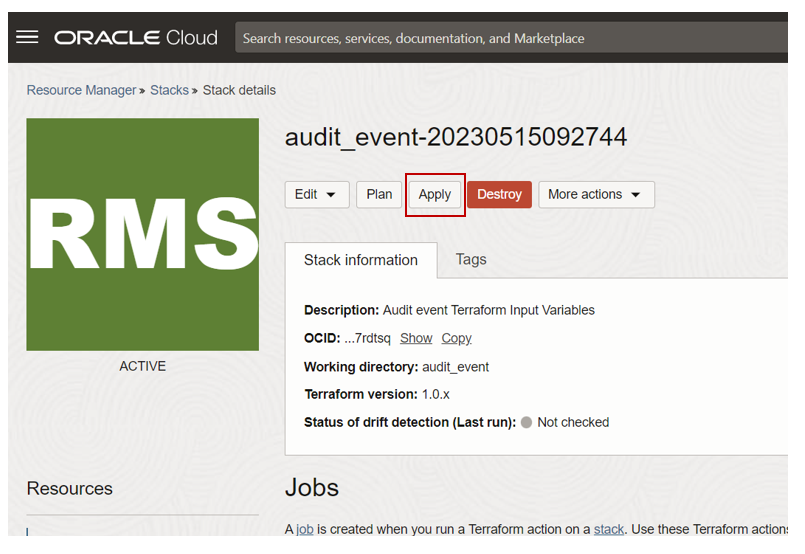 ORACLE Cloud
Search resources, services, documentation, and Marketplace
Resource Manager » Stacks » Stack details
RMS
ACTIVE
audit_event-20230515092744
Edit Plan Apply Destroy More actions
Stack information Tags
Description: Audit event Terraform Input Variables
OCID: ...7rdtsq Show Copy
Working directory: audit_event
Terraform version: 1.0.x
Status of drift detection (Last run): Not checked
Resources
Jobs
A job is created when you run a Terraform action on a stack. Use these Terraform actions